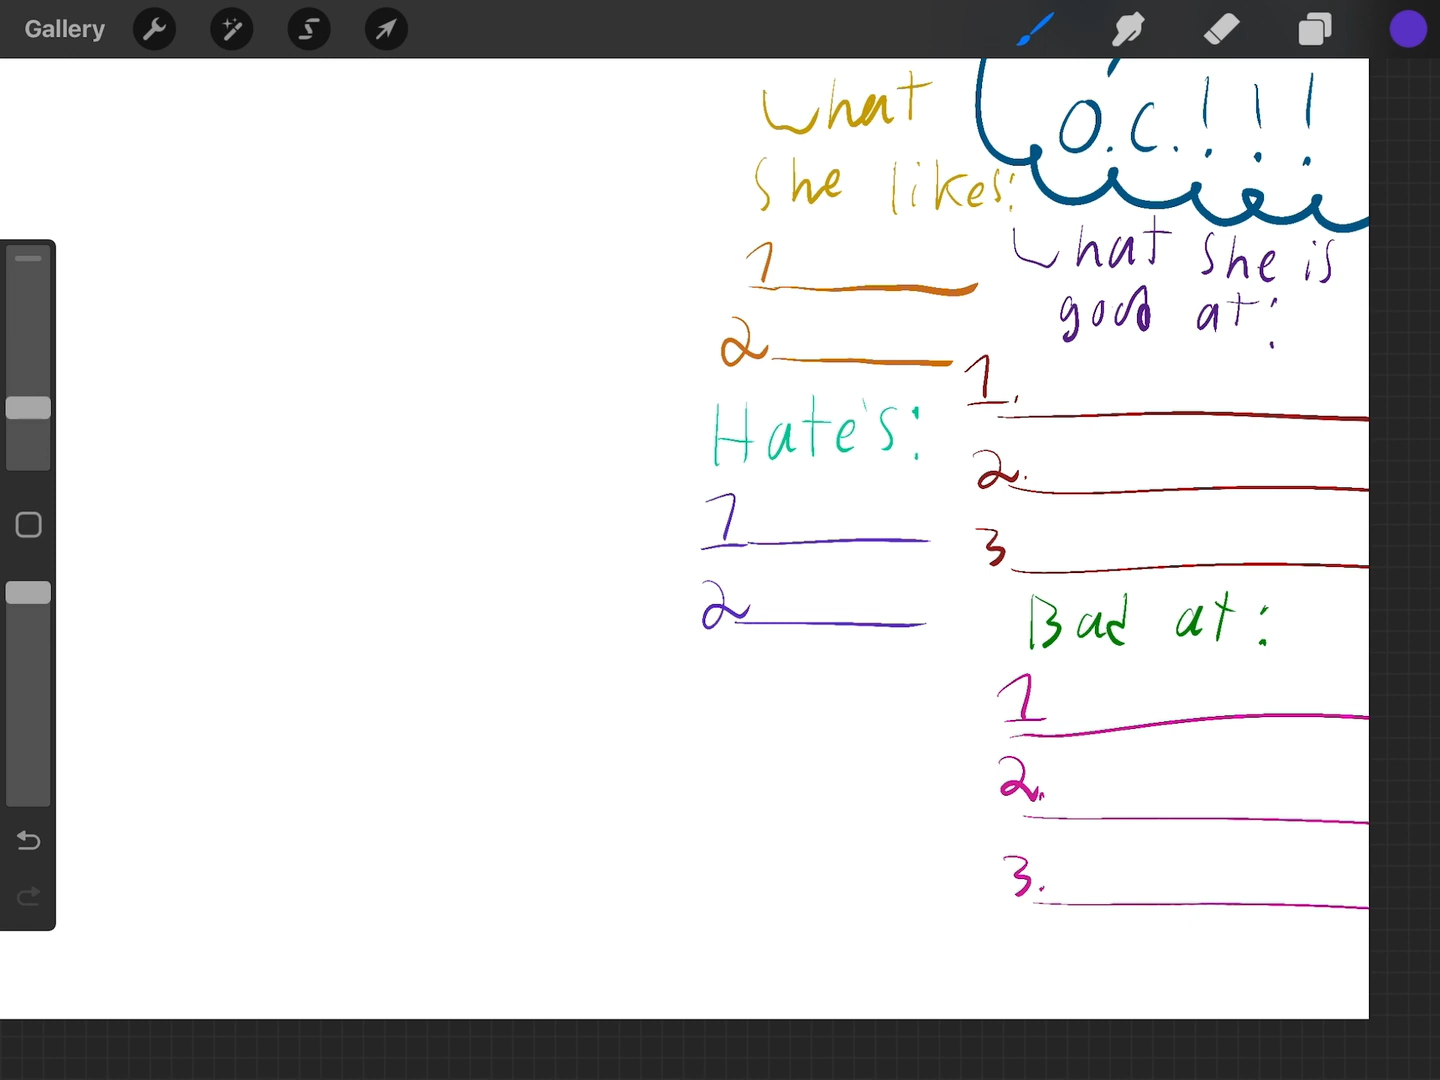 Gallery
What
she likes:
1
2
Hate's:
1
2
O.C.!!!
What she is
good at:
1.
2.
3
Bad at:
1
2.
3.